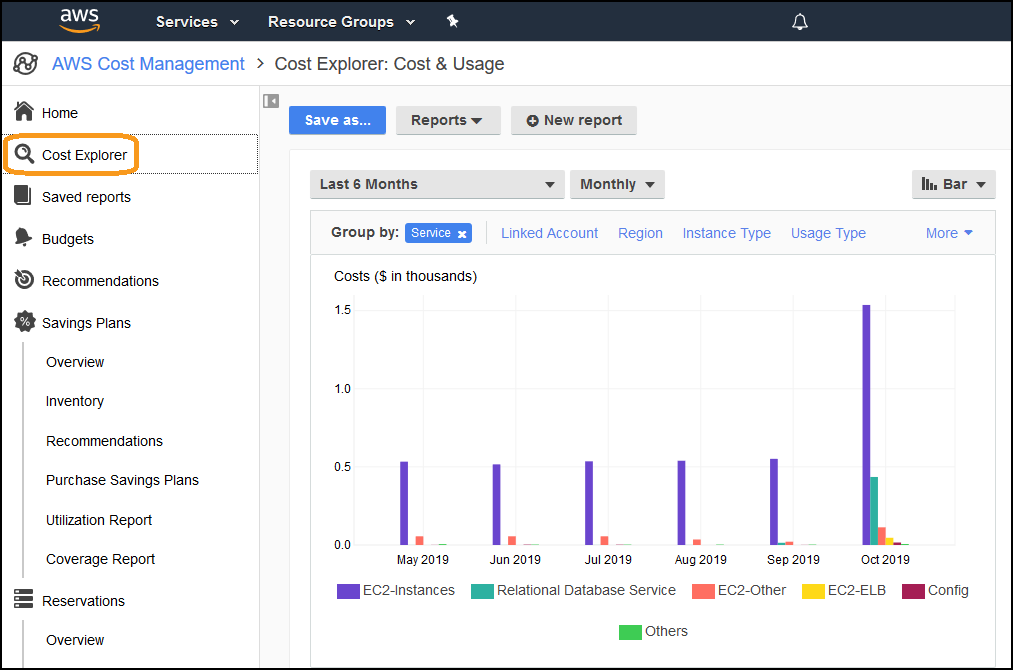 aws Services Resource Groups
AWS Cost Management > Cost Explorer: Cost & Usage
Home
Cost Explorer
Saved reports
Budgets
Recommendations
% Savings Plans
Overview
Inventory
Recommendations
Purchase Savings Plans
Utilization Report
Coverage Report
Reservations
Overview
Save as... Reports New report
Last 6 Months Monthly Bar
Group by: Service x Linked Account Region Instance Type Usage Type More
Costs ($ in thousands)
1.5
1.0
0.5
0.0
May 2019 Jun 2019 Jul 2019 Aug 2019 Sep 2019 Oct 2019
EC2-Instances Relational Database Service EC2-Other EC2-ELB Config
Others